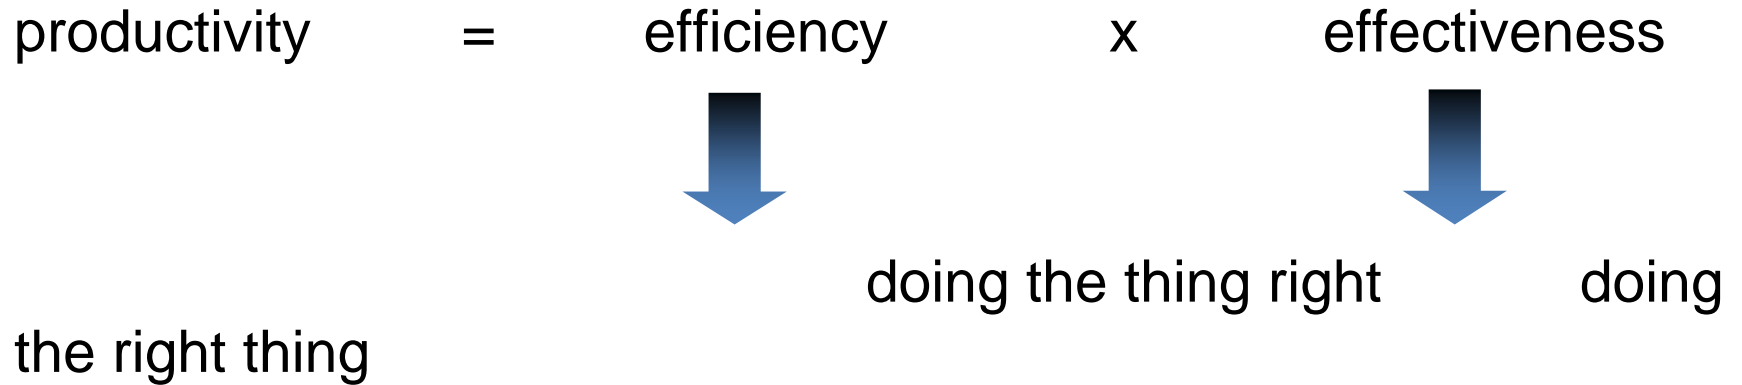 productivity = efficiency x effectiveness
doing the thing right doing
the right thing